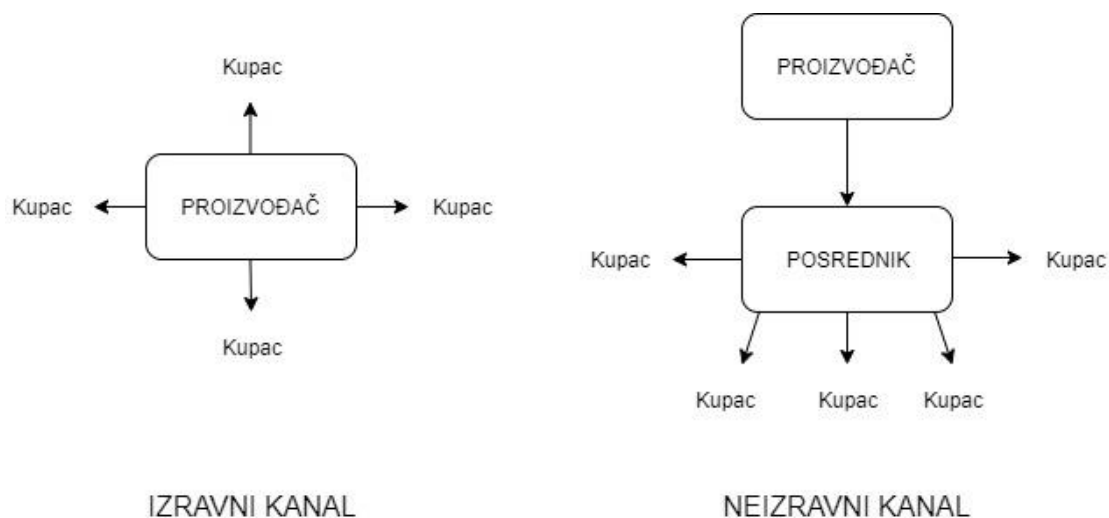 Kupac
Kupac
PROIZVOĐAČ
Kupac
Kupac
IZRAVNI KANAL
PROIZVOĐAČ
Kupac
POSREDNIK
Kupac
Kupac
Kupac
Kupac
NEIZRAVNI KANAL